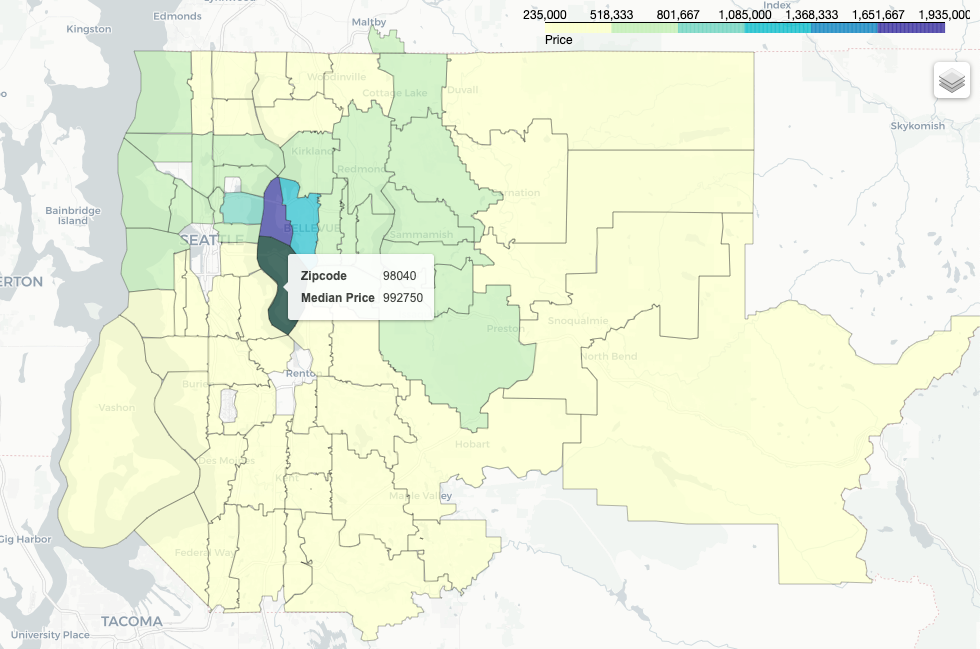 Lynnwood
Edmonds
Kingston
Maltby
Index
235,000 518,333 801,667 1,085,000 1,368,333 1,651,667 1,935,000
Price
Woodinville
Cottage Lake
Duvall
Skykomish
Kirkland
Redmond
nation
Bainbridge
Island
SEATTLE
BELLEVUE
Sammamish
ERTON
Zipcode 98040
Median Price 992750
Preston
Snoqualmie
North Bend
Renton
Burie
Vashon
Hobart
Des Moines
Kent
Maple Valley
Gig Harbor
Federal Way
TACOMA
University Place